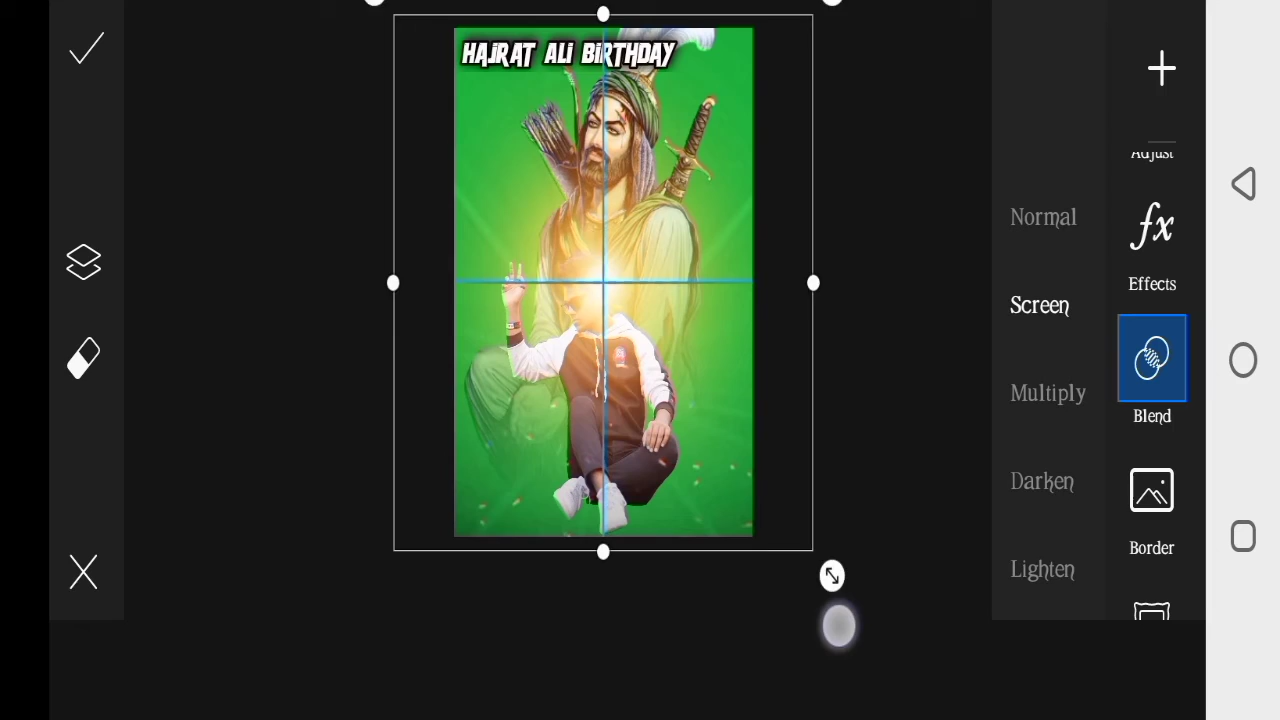 HAJRAT ALI BIRTHDAY
Adjust
Normal
Effects
Screen
Multiply
Blend
Darken
Border
Lighten